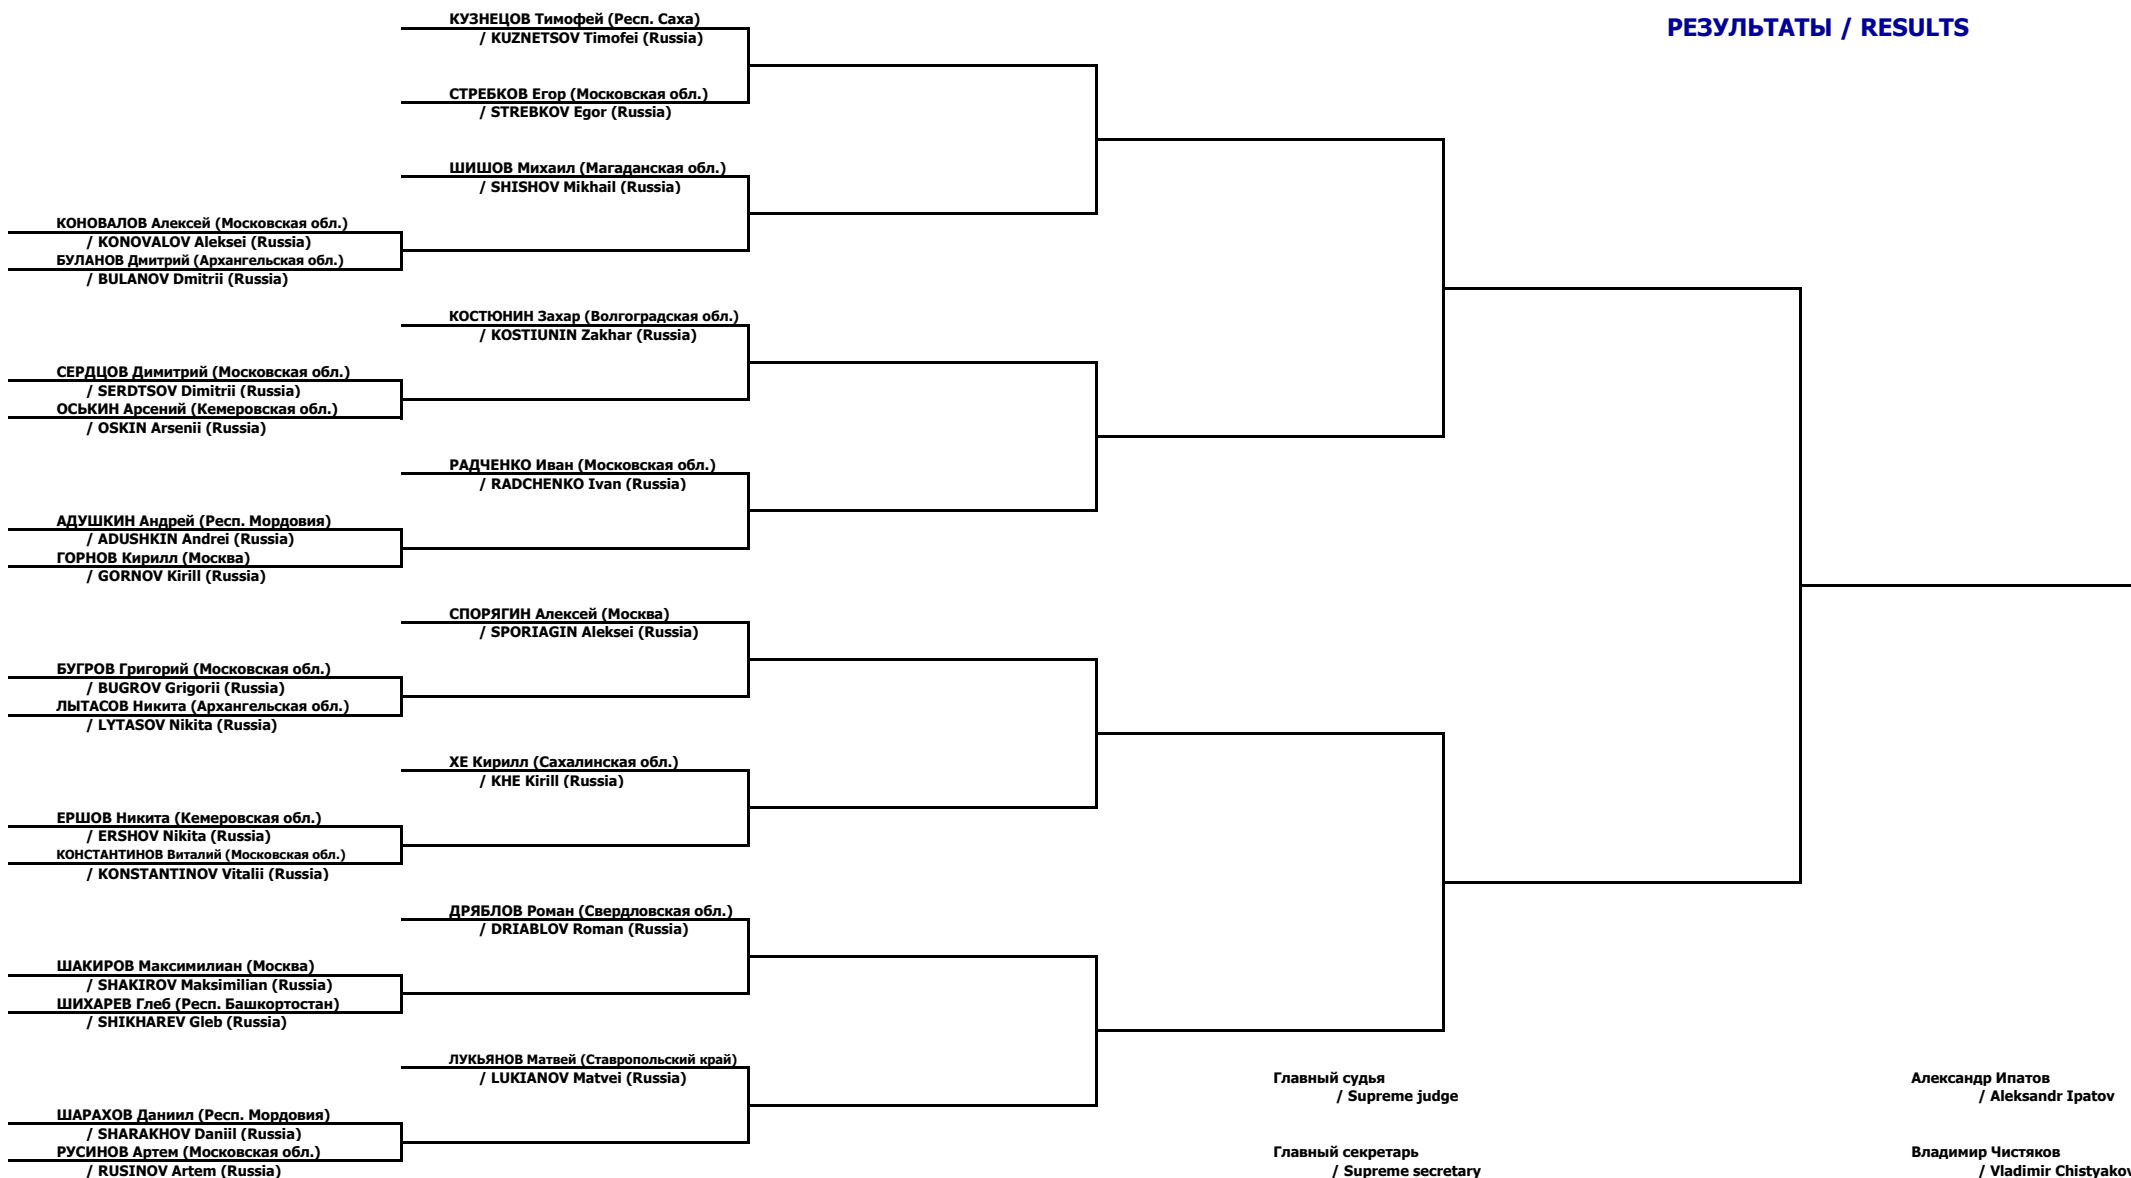 РЕЗУЛЬТАТЫ / RESULTS
КУЗНЕЦОВ Тимофей (Респ. Саха)
/ KUZNETSOV Timofei (Russia)
СТРЕБКОВ Егор (Московская обл.)
/ STREBKOV Egor (Russia)
ШИШОВ Михаил (Магаданская обл.)
/ SHISHOV Mikhail (Russia)
КОНОВАЛОВ Алексей (Московская обл.)
/ KONOVALOV Aleksei (Russia)
БУЛАНОВ Дмитрий (Архангельская обл.)
/ BULANOV Dmitrii (Russia)
КОСТЮНИН Захар (Волгоградская обл.)
/ KOSTIUNIN Zakhar (Russia)
СЕРДЦОВ Димитрий (Московская обл.)
/ SERDTSOV Dimitrii (Russia)
ОСЬКИН Арсений (Кемеровская обл.)
/ OSKIN Arsenii (Russia)
РАДЧЕНКО Иван (Московская обл.)
/ RADCHENKO Ivan (Russia)
АДУШКИН Андрей (Респ. Мордовия)
/ ADUSHKIN Andrei (Russia)
ГОРНОВ Кирилл (Москва)
/ GORNOV Kirill (Russia)
СПОРЯГИН Алексей (Москва)
/ SPORIAGIN Aleksei (Russia)
БУГРОВ Григорий (Московская обл.)
/ BUGROV Grigorii (Russia)
ЛЫТАСОВ Никита (Архангельская обл.)
/ LYTASOV Nikita (Russia)
ХЕ Кирилл (Сахалинская обл.)
/ KHE Kirill (Russia)
ЕРШОВ Никита (Кемеровская обл.)
/ ERSHOV Nikita (Russia)
КОНСТАНТИНОВ Виталий (Московская обл.)
/ KONSTANTINOV Vitalii (Russia)
ДРЯБЛОВ Роман (Свердловская обл.)
/ DRIABLOV Roman (Russia)
ШАКИРОВ Максимилиан (Москва)
/ SHAKIROV Maksimilian (Russia)
ШИХАРЕВ Глеб (Респ. Башкортостан)
/ SHIKHAREV Gleb (Russia)
ЛУКЬЯНОВ Матвей (Ставропольский край)
/ LUKIANOV Matvei (Russia)
ШАРАХОВ Даниил (Респ. Мордовия)
/ SHARAKHOV Daniil (Russia)
РУСИНОВ Артем (Московская обл.)
/ RUSINOV Artem (Russia)
Главный судья
/ Supreme judge
Александр Ипатов
/ Aleksandr Ipatov
Главный секретарь
/ Supreme secretary
Владимир Чистяков
/ Vladimir Chistyakov